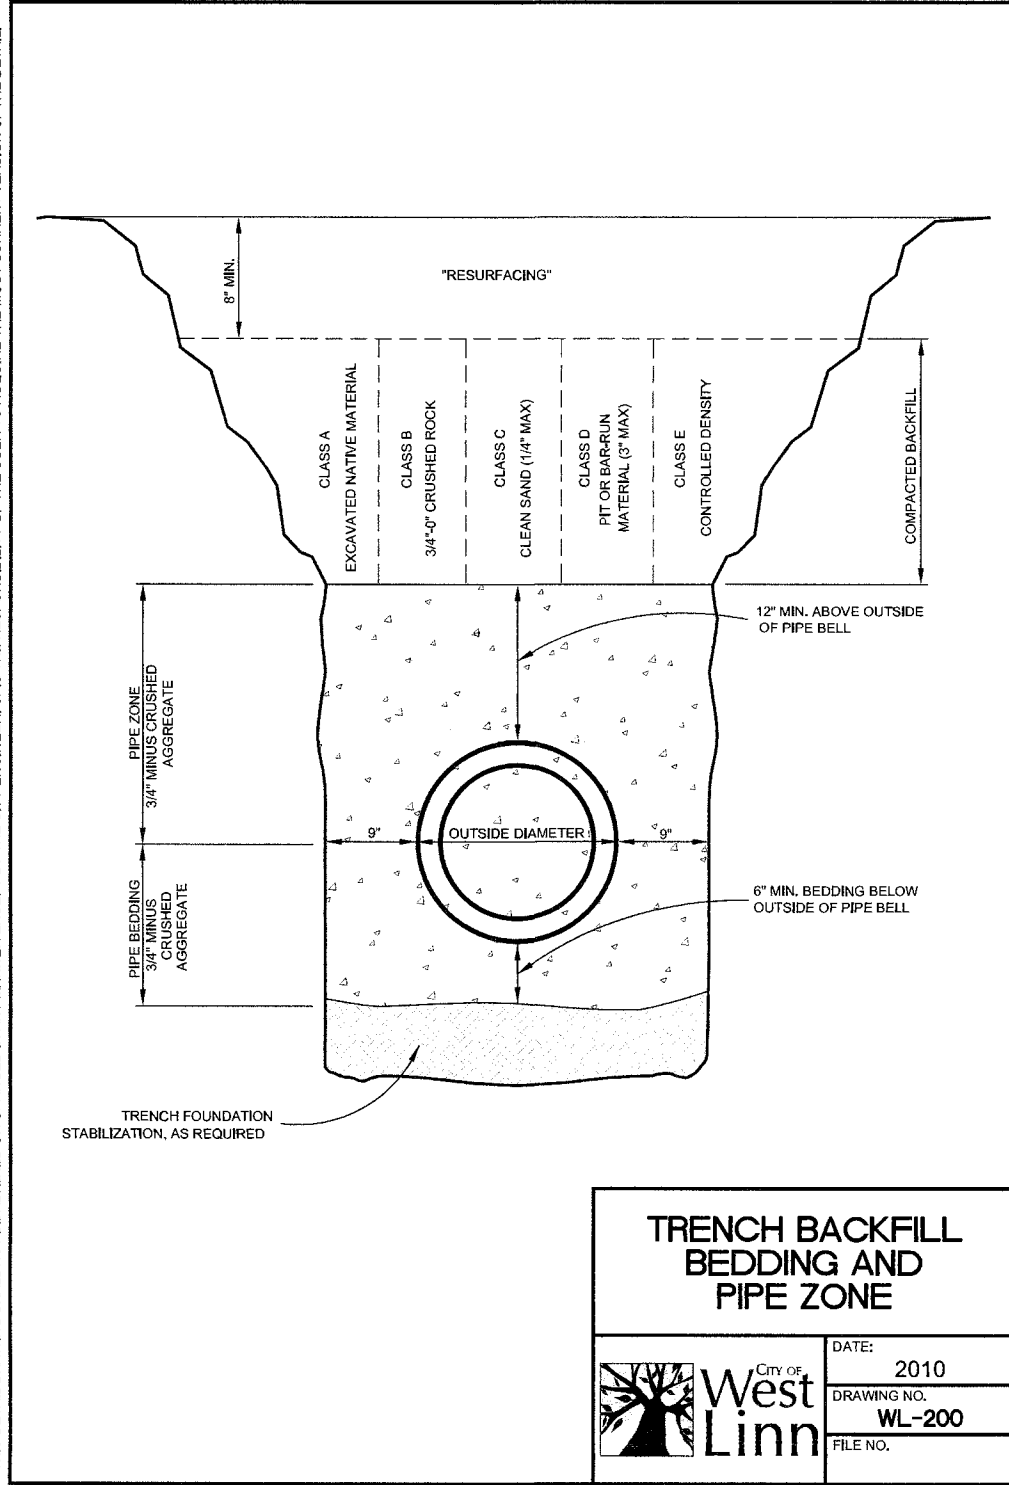 8" MIN.
"RESURFACING"
CLASS A
EXCAVATED NATIVE MATERIAL
CLASS B
3/4"-0" CRUSHED ROCK
CLASS C
CLEAN SAND (1/4" MAX)
CLASS D
PIT OR BAR-RUN
MATERIAL (3" MAX)
CLASS E
CONTROLLED DENSITY
COMPACTED BACKFILL
12" MIN. ABOVE OUTSIDE
OF PIPE BELL
PIPE ZONE
3/4" MINUS CRUSHED
AGGREGATE
9"
OUTSIDE DIAMETER
9"
PIPE BEDDING
3/4" MINUS
CRUSHED
AGGREGATE
6" MIN. BEDDING BELOW
OUTSIDE OF PIPE BELL
TRENCH FOUNDATION
STABILIZATION, AS REQUIRED
TRENCH BACKFILL
BEDDING AND
PIPE ZONE
CITY OF
West
Linn
DATE:
2010
DRAWING NO.
WL-200
FILE NO.